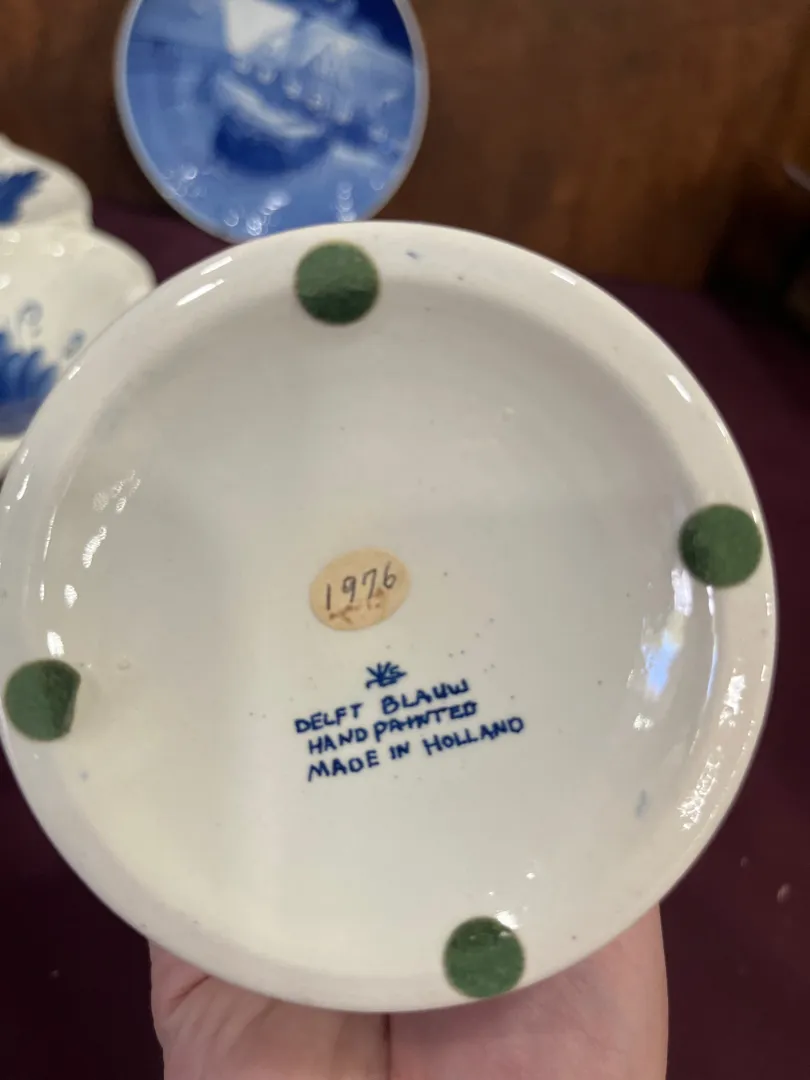 1976
DELFT BLAUW
HAND PAINTED
MADE IN HOLLAND